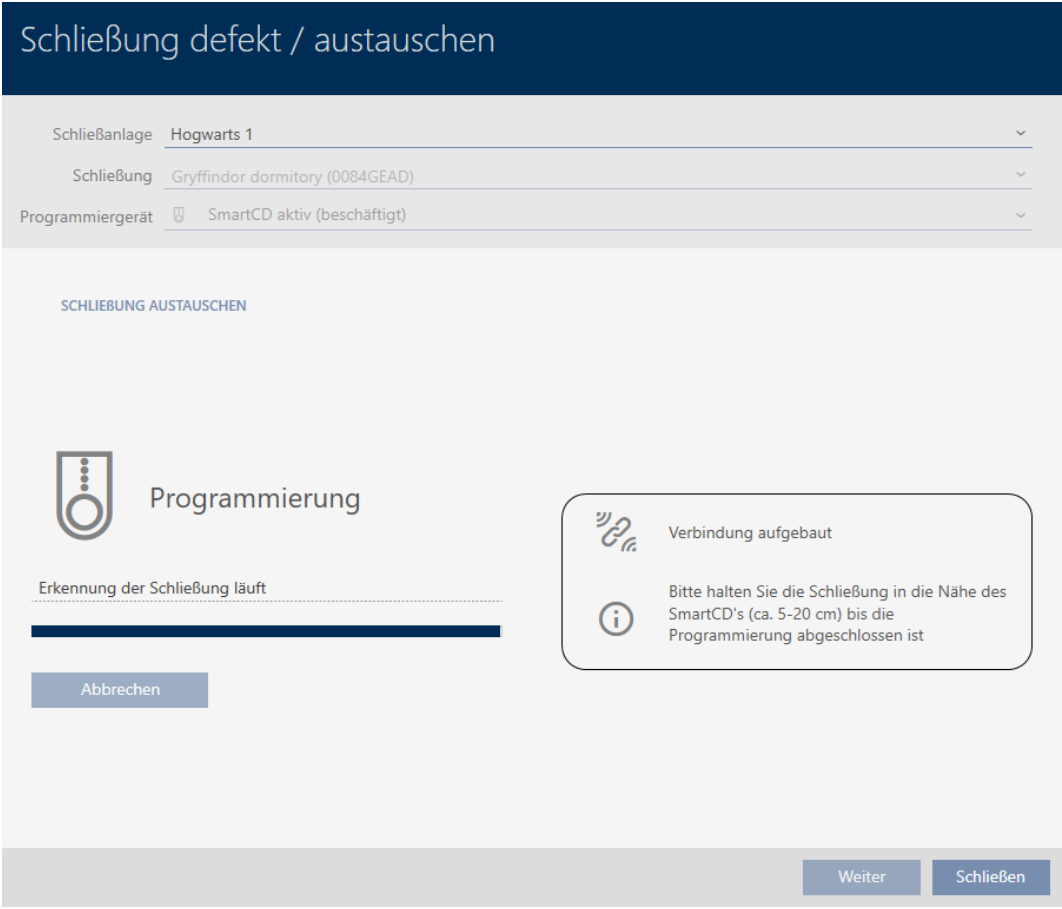 Schließung defekt / austauschen
Schließanlage Hogwarts 1
Schließung Gryffindor dormitory (0084GEAD)
Programmiergerät SmartCD aktiv (beschäftigt)
SCHLIEßUNG AUSTAUSCHEN
Programmierung
Erkennung der Schließung läuft
Abbrechen
Verbindung aufgebaut
Bitte halten Sie die Schließung in die Nähe des
SmartCD's (ca. 5-20 cm) bis die
Programmierung abgeschlossen ist
Weiter
Schließen